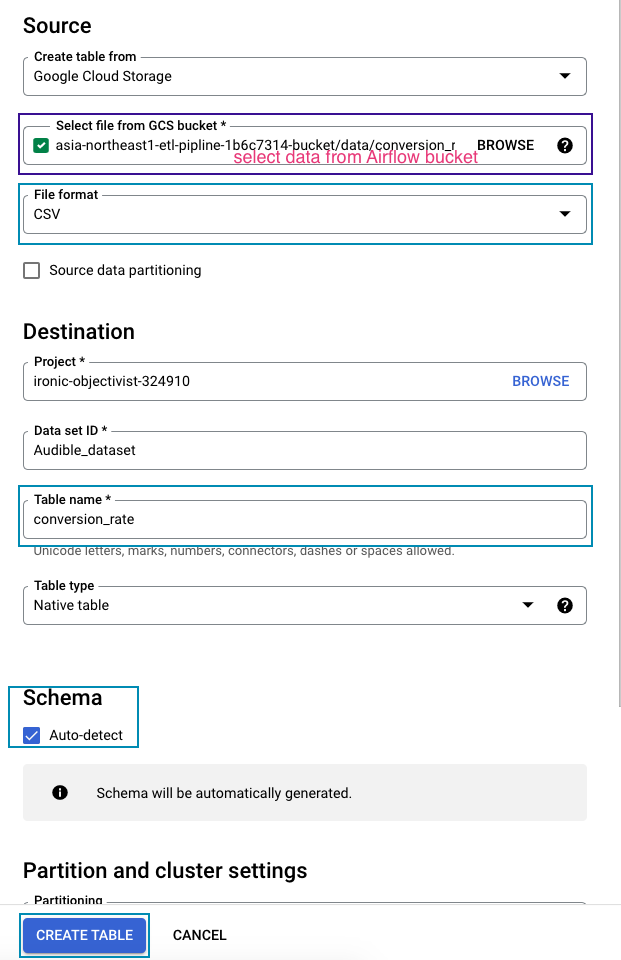 Source
Create table from
Google Cloud Storage
Select file from GCS bucket *
asia-northeast1-etl-pipline-1b6c7314-bucket/data/conversion_r
BROWSE
select data from Airflow bucket
File format
CSV
Source data partitioning
Destination
Project *
ironic-objectivist-324910
BROWSE
Data set ID *
Audible_dataset
Table name *
conversion_rate
Unicode letters, marks, numbers, connectors, dashes or spaces allowed.
Table type
Native table
Schema
Auto-detect
Schema will be automatically generated.
Partition and cluster settings
Partitioning
CREATE TABLE
CANCEL